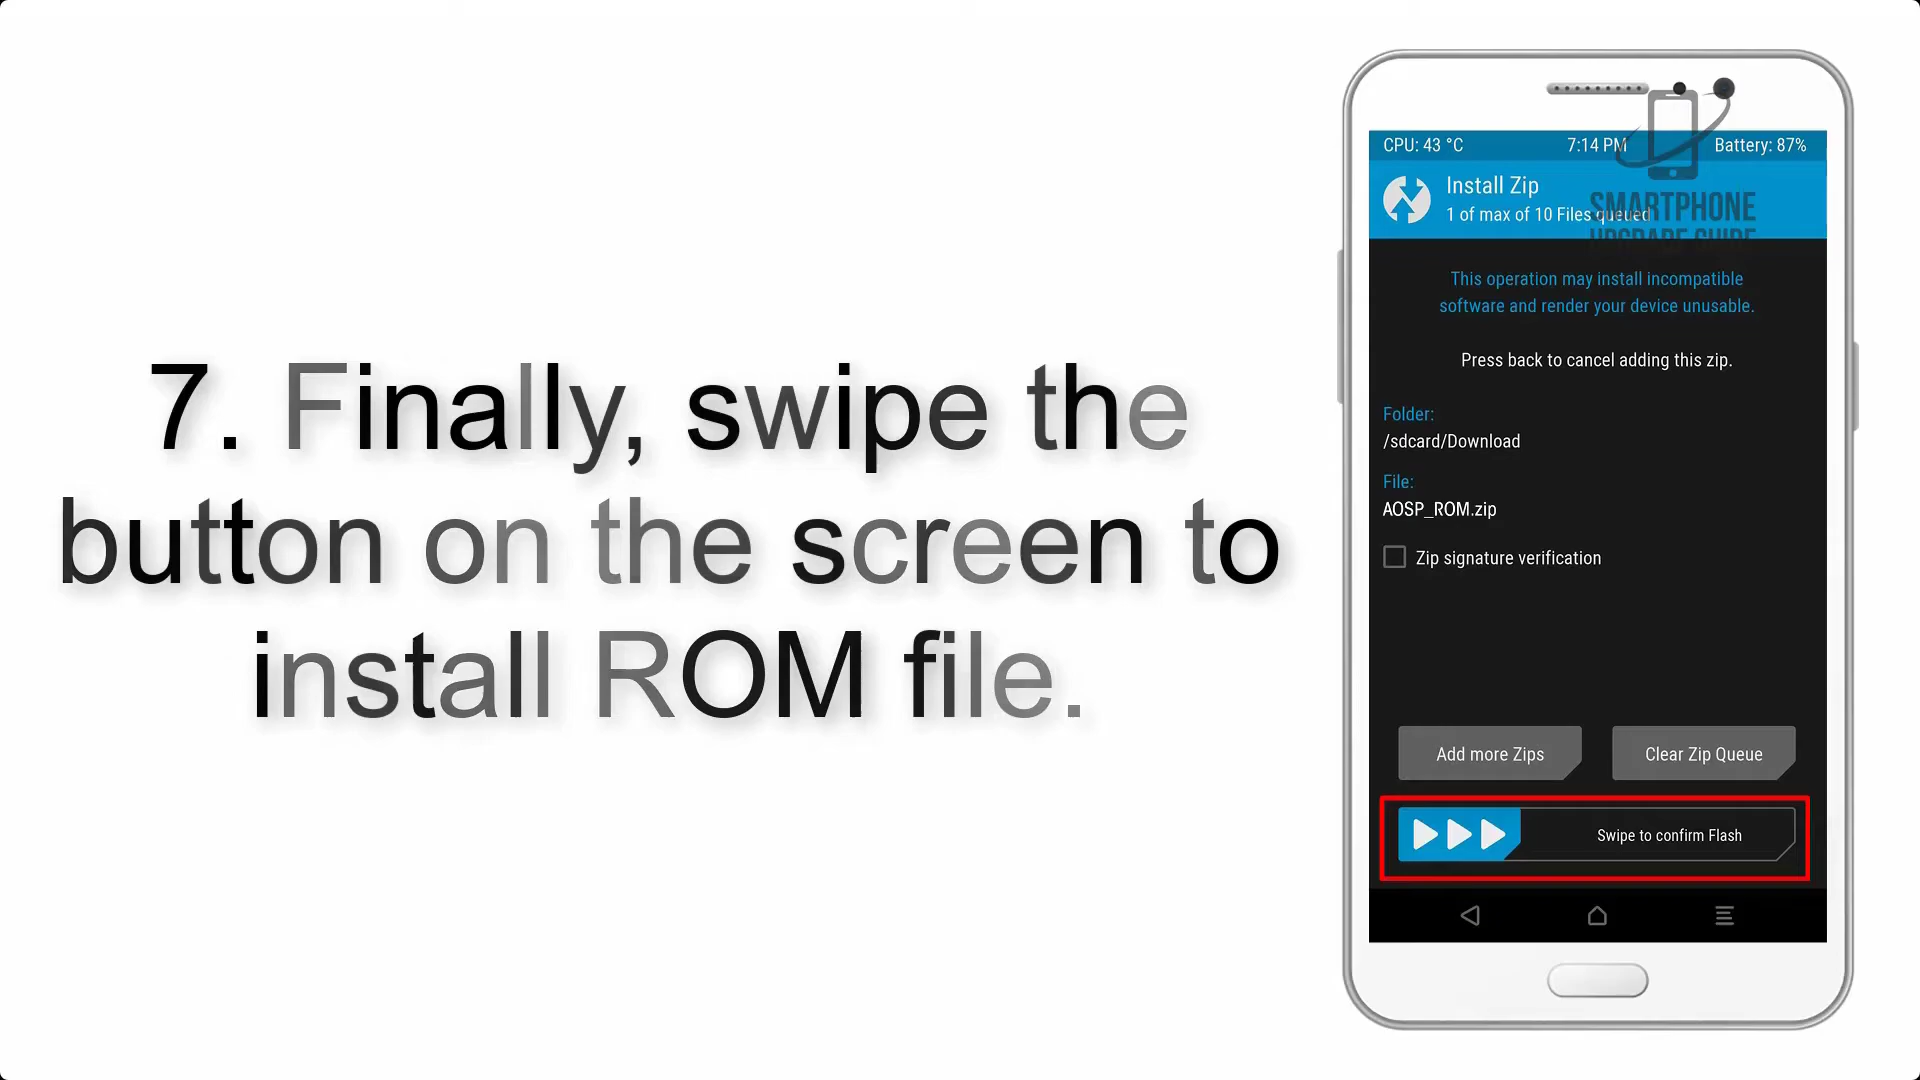 7. Finally, swipe the
button on the screen to
install ROM file.
CPU: 43 °C 7:14 PM Battery: 87%
Install Zip
1 of max of 10 Files queued
SMARTPHONE
UPGRADE GUIDE
This operation may install incompatible
software and render your device unusable.
Press back to cancel adding this zip.
Folder:
/sdcard/Download
File:
AOSP_ROM.zip
Zip signature verification
Add more Zips Clear Zip Queue
Swipe to confirm Flash